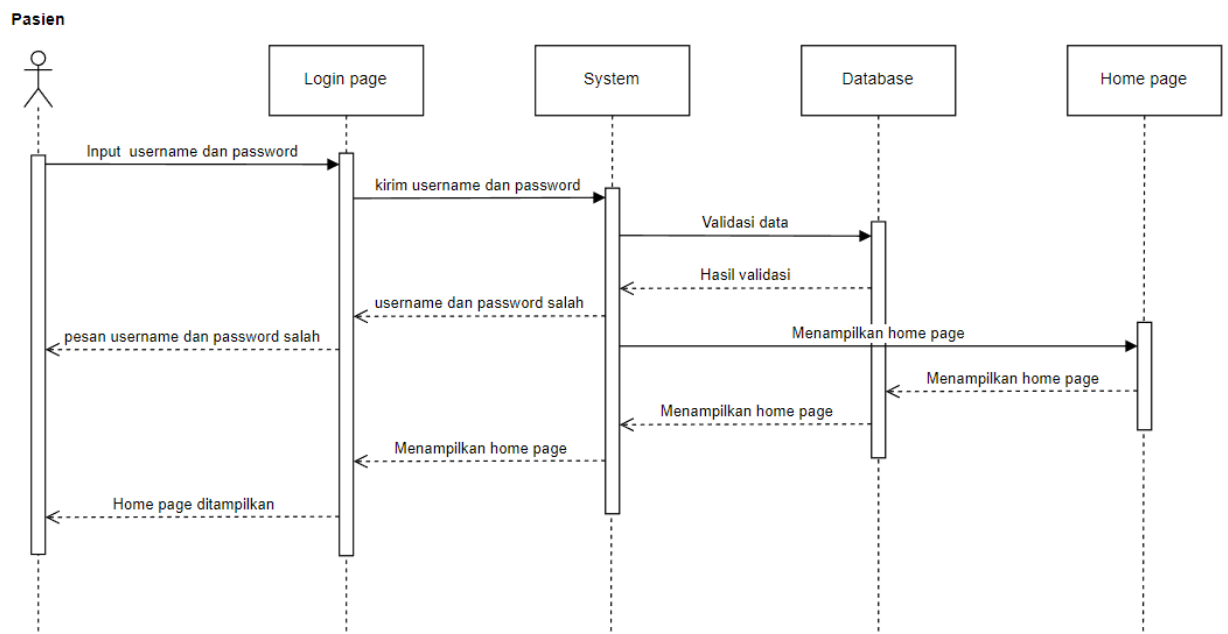 Pasien
Login page
System
Database
Home page
Input  username dan password
kirim username dan password
Validasi data
Hasil validasi
username dan password salah
Menampilkan home page
pesan username dan password salah
Menampilkan home page
Menampilkan home page
Menampilkan home page
Home page ditampilkan